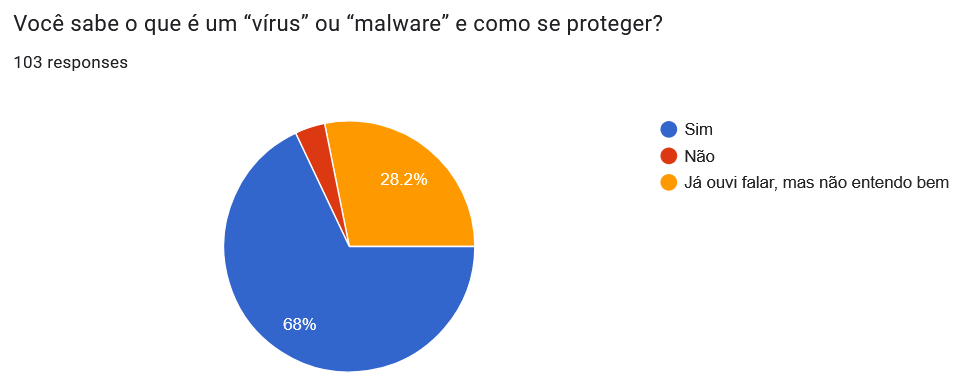 Você sabe o que é um “vírus” ou “malware” e como se proteger?
103 responses
Sim
Não
Já ouvi falar, mas não entendo bem
28.2%
68%